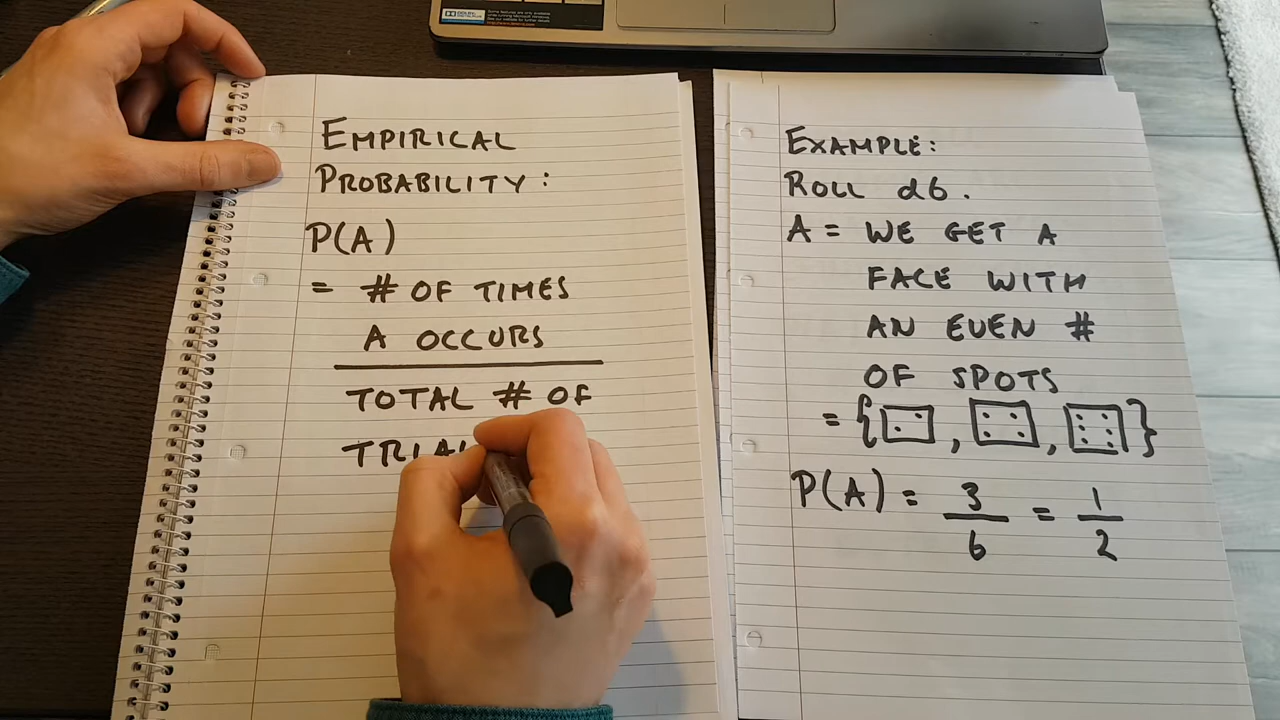 EMPIRICAL
PROBABILITY:
P(A)
= # OF TIMES
A OCCURS
TOTAL # OF
TRIAL
EXAMPLE:
ROLL d6.
A = WE GET A
FACE WITH
AN EVEN #
OF SPOTS
= { , , }
P(A) = 3/6 = 1/2